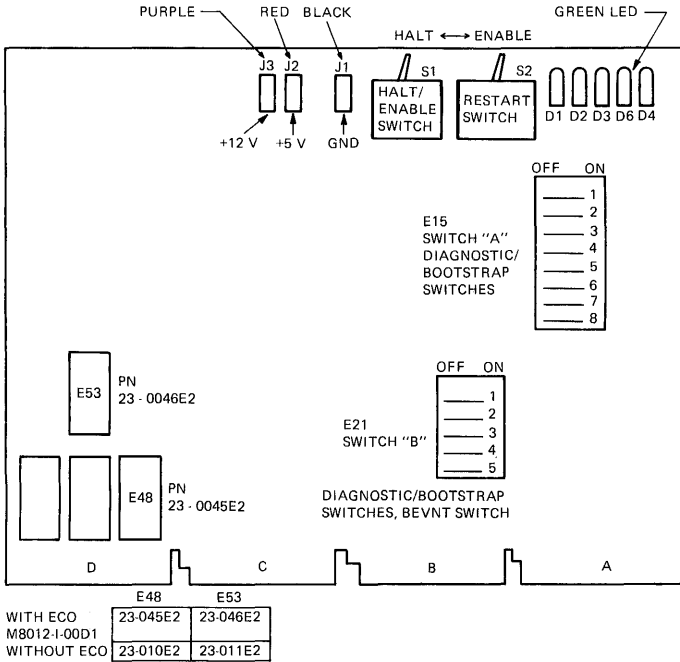 PURPLE RED BLACK GREEN LED
HALT ↔ ENABLE
J3 J2 J1 S1 S2
HALT/
ENABLE
SWITCH
RESTART
SWITCH
D1 D2 D3 D6 D4
+12 V +5 V GND
OFF ON
1
2
3
4
5
6
7
8
E15
SWITCH "A"
DIAGNOSTIC/
BOOTSTRAP
SWITCHES
OFF ON
1
2
3
4
5
E21
SWITCH "B"
DIAGNOSTIC/BOOTSTRAP
SWITCHES, BEVNT SWITCH
E53
PN
23 - 0046E2
E48
PN
23 - 0045E2
D C B A
E48 E53
WITH ECO 23-045E2 23-046E2
M8012-I-00D1
WITHOUT ECO 23-010E2 23-011E2